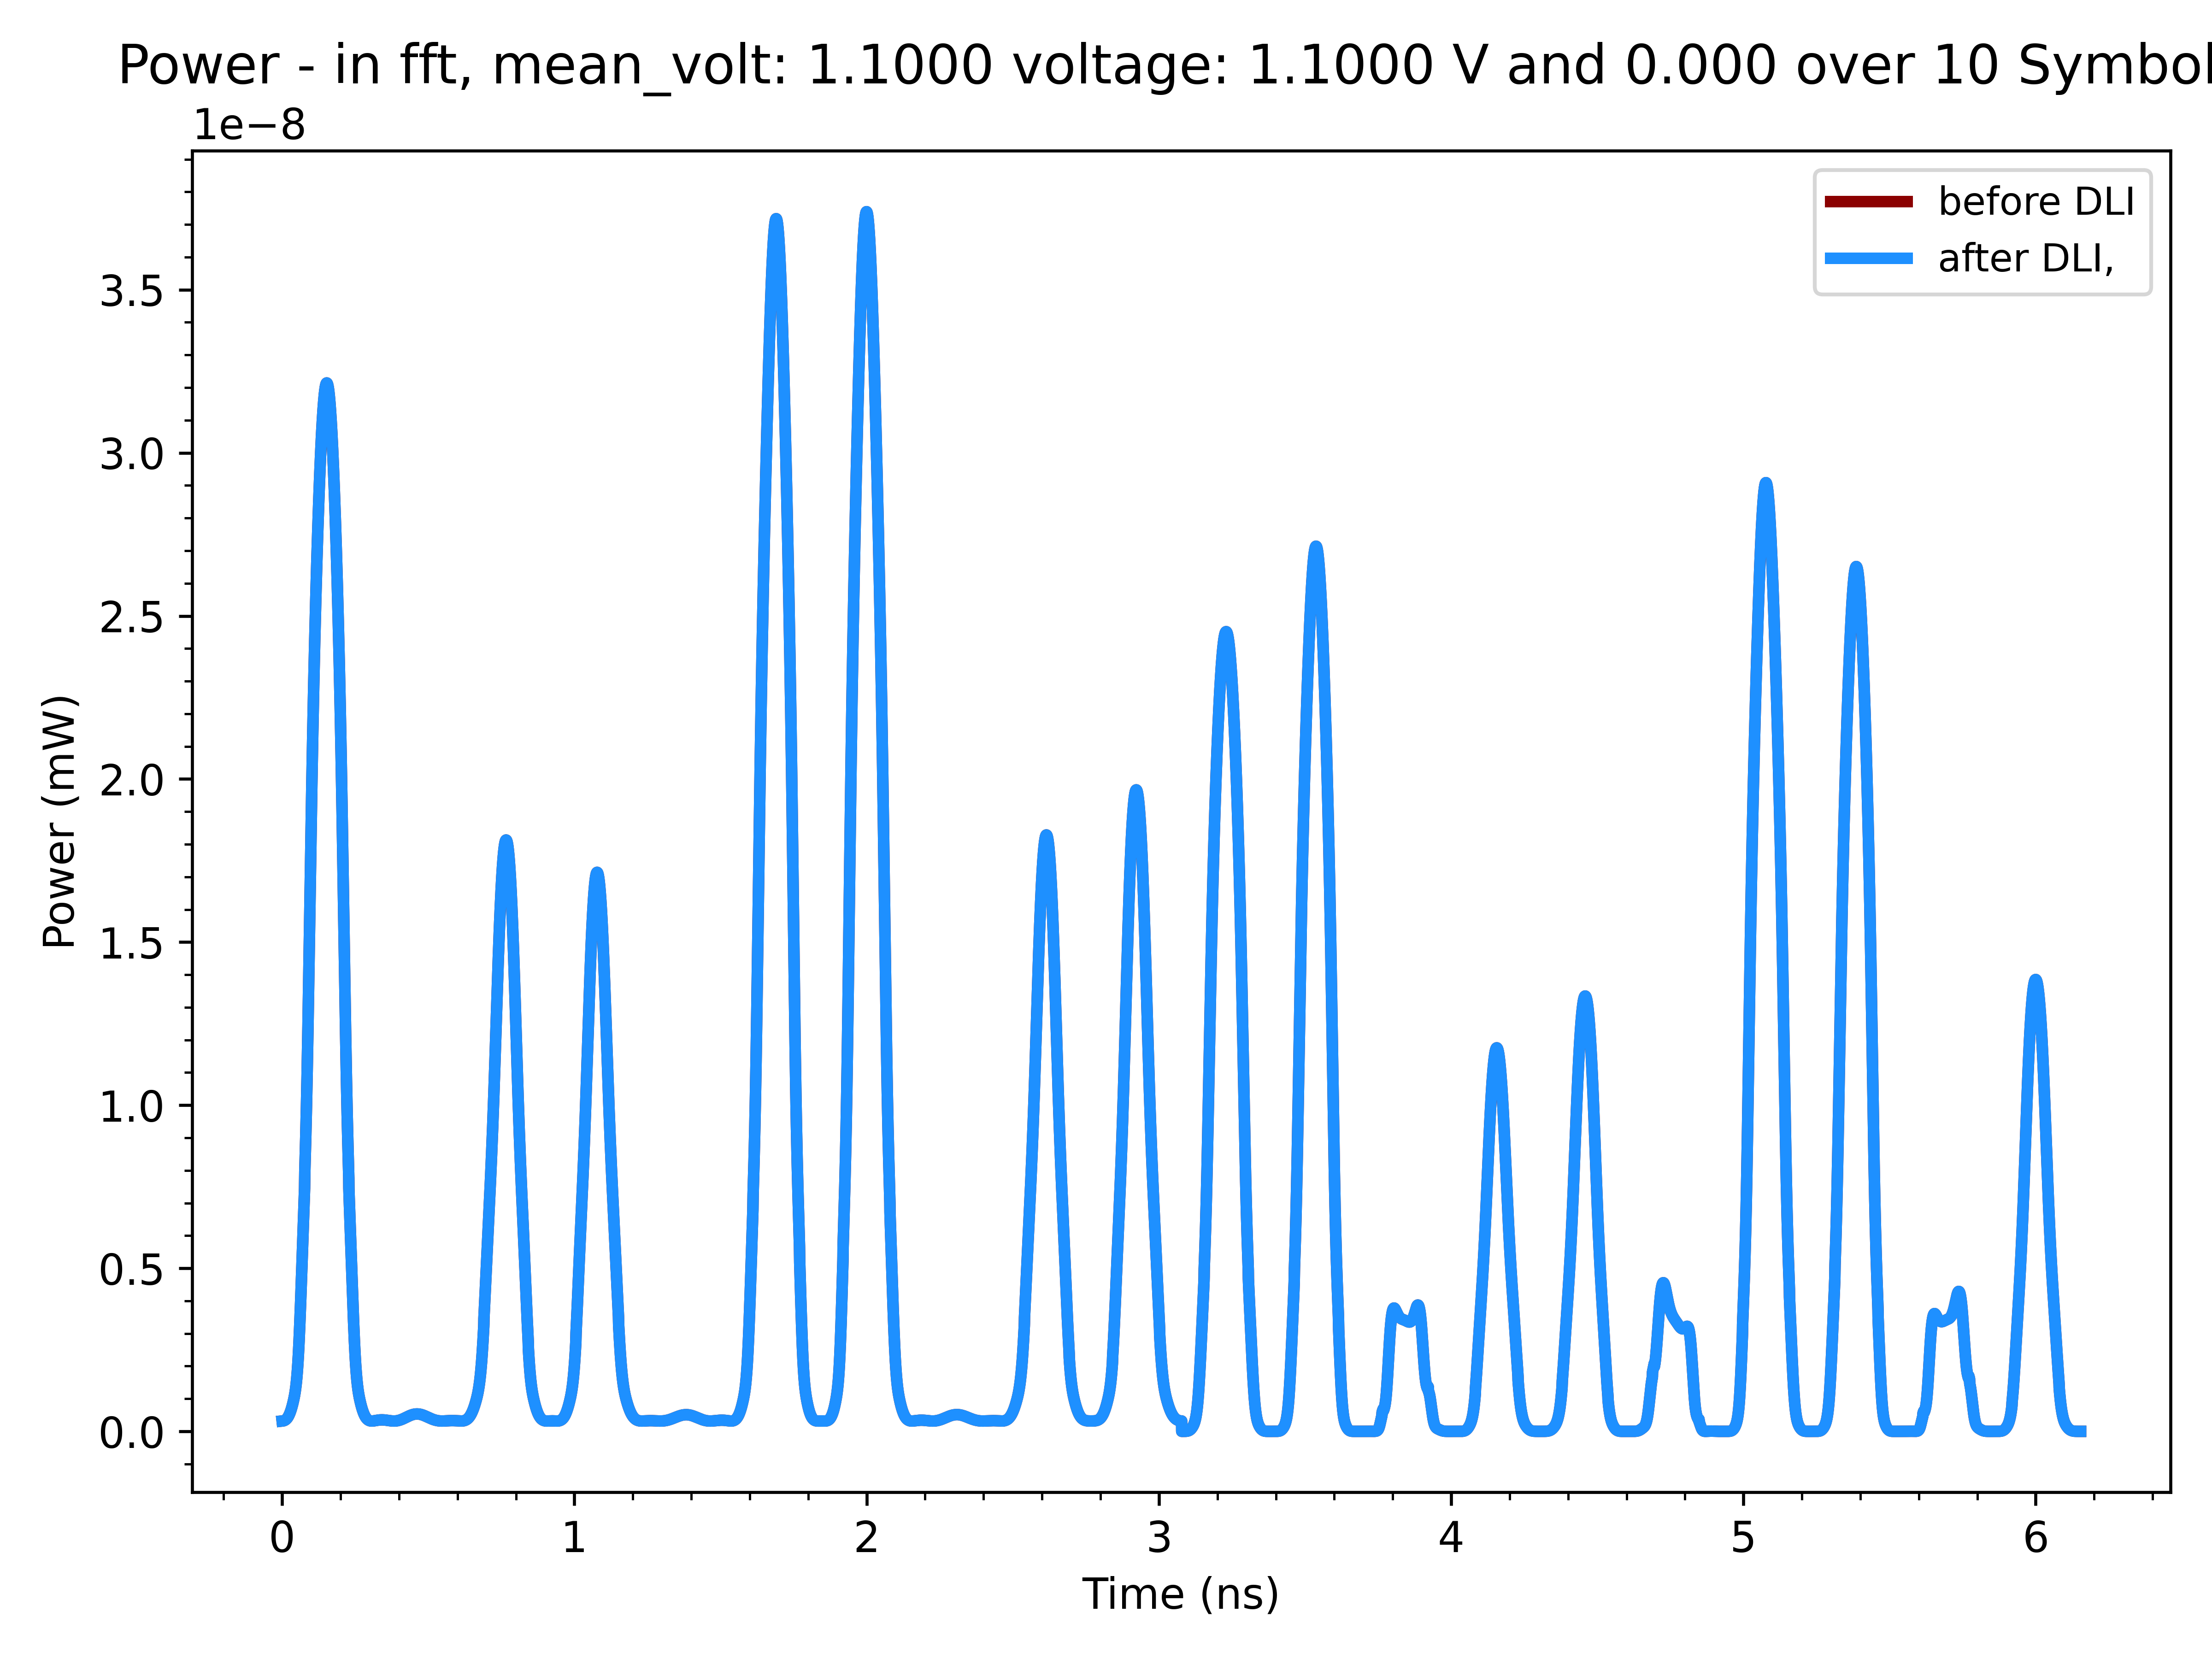 Power - in fft, mean_volt: 1.1000 voltage: 1.1000 V and 0.000 over 10 Symbol
1e−8
before DLI
after DLI,
3.5
3.0
2.5
2.0
1.5
1.0
0.5
0.0
Power (mW)
0 1 2 3 4 5 6
Time (ns)